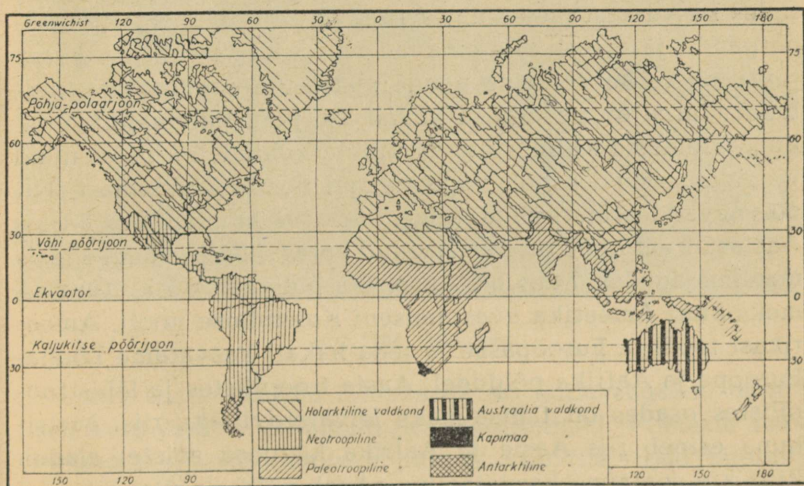 Greenwichist 120 90 60 30 0 30 60 90 120 150 180
75 75
Põhja-polaarjoon
60 60
30 30
Vähi pöörijoon
Ekvaator
0 0
Kaljukitse pöörijoon
30 30
Holarktiline valdkond Austraalia valdkond
Neotroopiline " Kapimaa "
Paleotroopiline " Antarktiline "
150 120 90 120 150 180